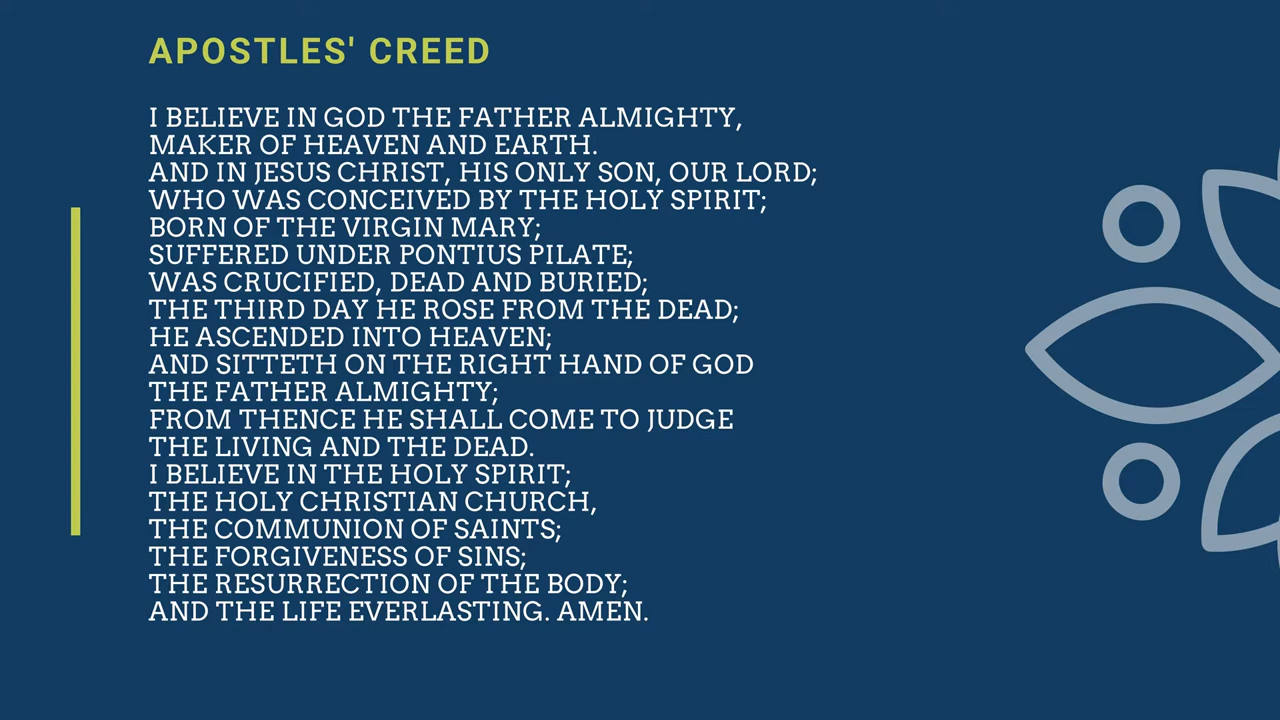 APOSTLES' CREED
I BELIEVE IN GOD THE FATHER ALMIGHTY,
MAKER OF HEAVEN AND EARTH.
AND IN JESUS CHRIST, HIS ONLY SON, OUR LORD;
WHO WAS CONCEIVED BY THE HOLY SPIRIT;
BORN OF THE VIRGIN MARY;
SUFFERED UNDER PONTIUS PILATE;
WAS CRUCIFIED, DEAD AND BURIED;
THE THIRD DAY HE ROSE FROM THE DEAD;
HE ASCENDED INTO HEAVEN;
AND SITTETH ON THE RIGHT HAND OF GOD
THE FATHER ALMIGHTY;
FROM THENCE HE SHALL COME TO JUDGE
THE LIVING AND THE DEAD.
I BELIEVE IN THE HOLY SPIRIT;
THE HOLY CHRISTIAN CHURCH,
THE COMMUNION OF SAINTS;
THE FORGIVENESS OF SINS;
THE RESURRECTION OF THE BODY;
AND THE LIFE EVERLASTING. AMEN.